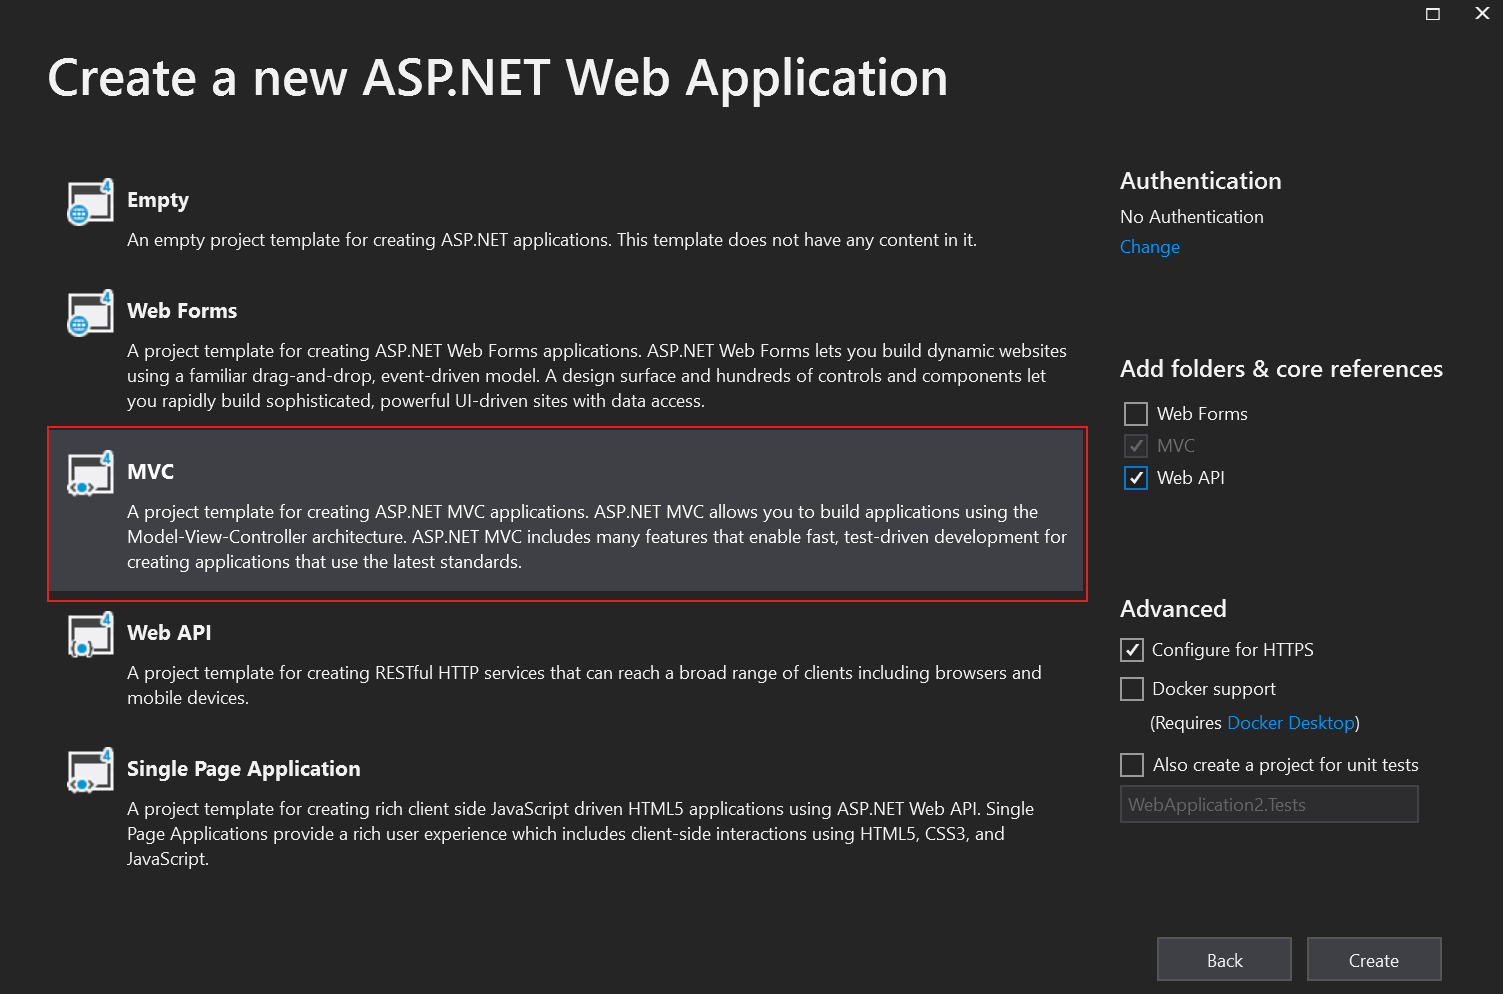 Create a new ASP.NET Web Application
4
Empty
An empty project template for creating ASP.NET applications. This template does not have any content in it.
4
Web Forms
A project template for creating ASP.NET Web Forms applications. ASP.NET Web Forms lets you build dynamic websites
using a familiar drag-and-drop, event-driven model. A design surface and hundreds of controls and components let
you rapidly build sophisticated, powerful UI-driven sites with data access.
4
MVC
A project template for creating ASP.NET MVC applications. ASP.NET MVC allows you to build applications using the
Model-View-Controller architecture. ASP.NET MVC includes many features that enable fast, test-driven development for
creating applications that use the latest standards.
4
Web API
A project template for creating RESTful HTTP services that can reach a broad range of clients including browsers and
mobile devices.
4
Single Page Application
A project template for creating rich client side JavaScript driven HTML5 applications using ASP.NET Web API. Single
Page Applications provide a rich user experience which includes client-side interactions using HTML5, CSS3, and
JavaScript.
Authentication
No Authentication
Change
Add folders & core references
Web Forms
MVC
Web API
Advanced
Configure for HTTPS
Docker support
(Requires Docker Desktop)
Also create a project for unit tests
WebApplication2.Tests
Back
Create